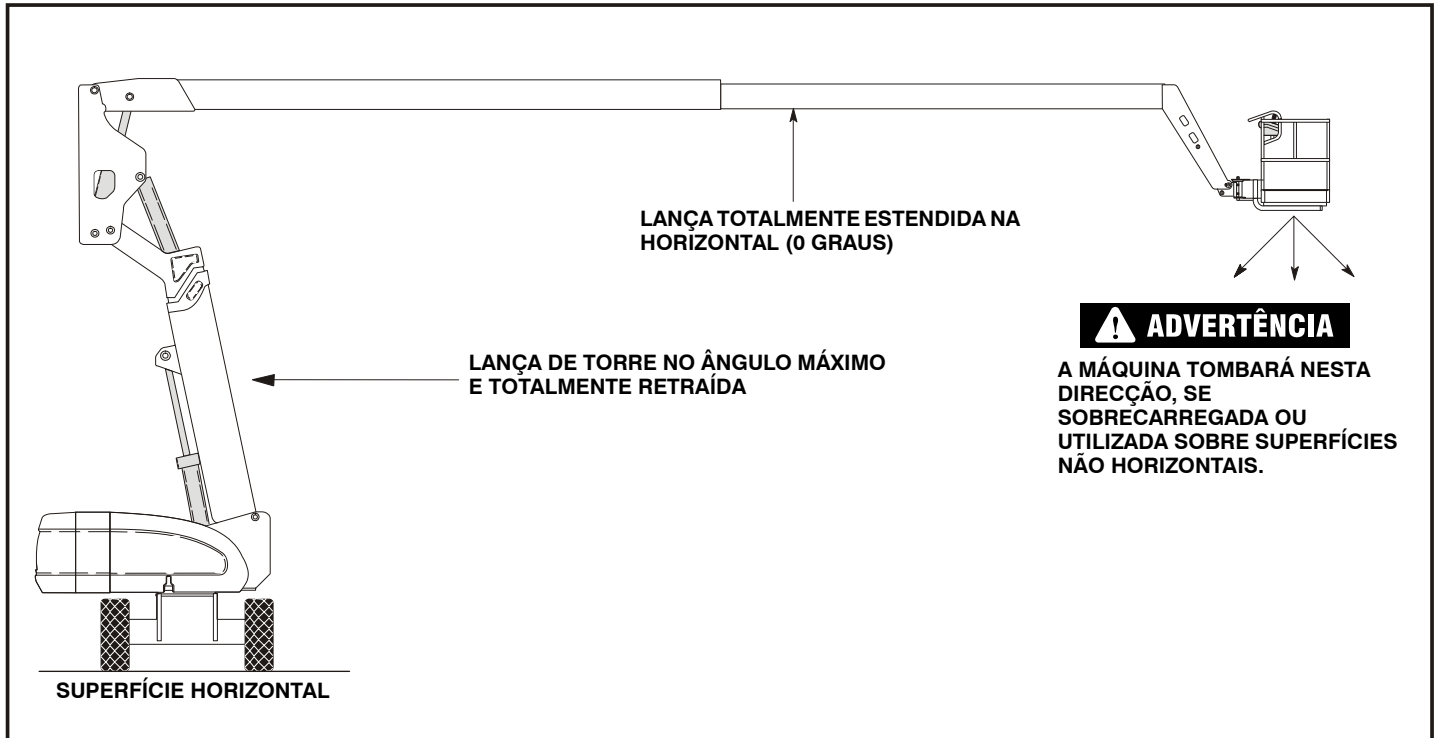 LANÇA TOTALMENTE ESTENDIDA NA
HORIZONTAL (0 GRAUS)
LANÇA DE TORRE NO ÂNGULO MÁXIMO
E TOTALMENTE RETRAÍDA
ADVERTÊNCIA
A MÁQUINA TOMBARÁ NESTA
DIRECÇÃO, SE
SOBRECARREGADA OU
UTILIZADA SOBRE SUPERFÍCIES
NÃO HORIZONTAIS.
SUPERFÍCIE HORIZONTAL